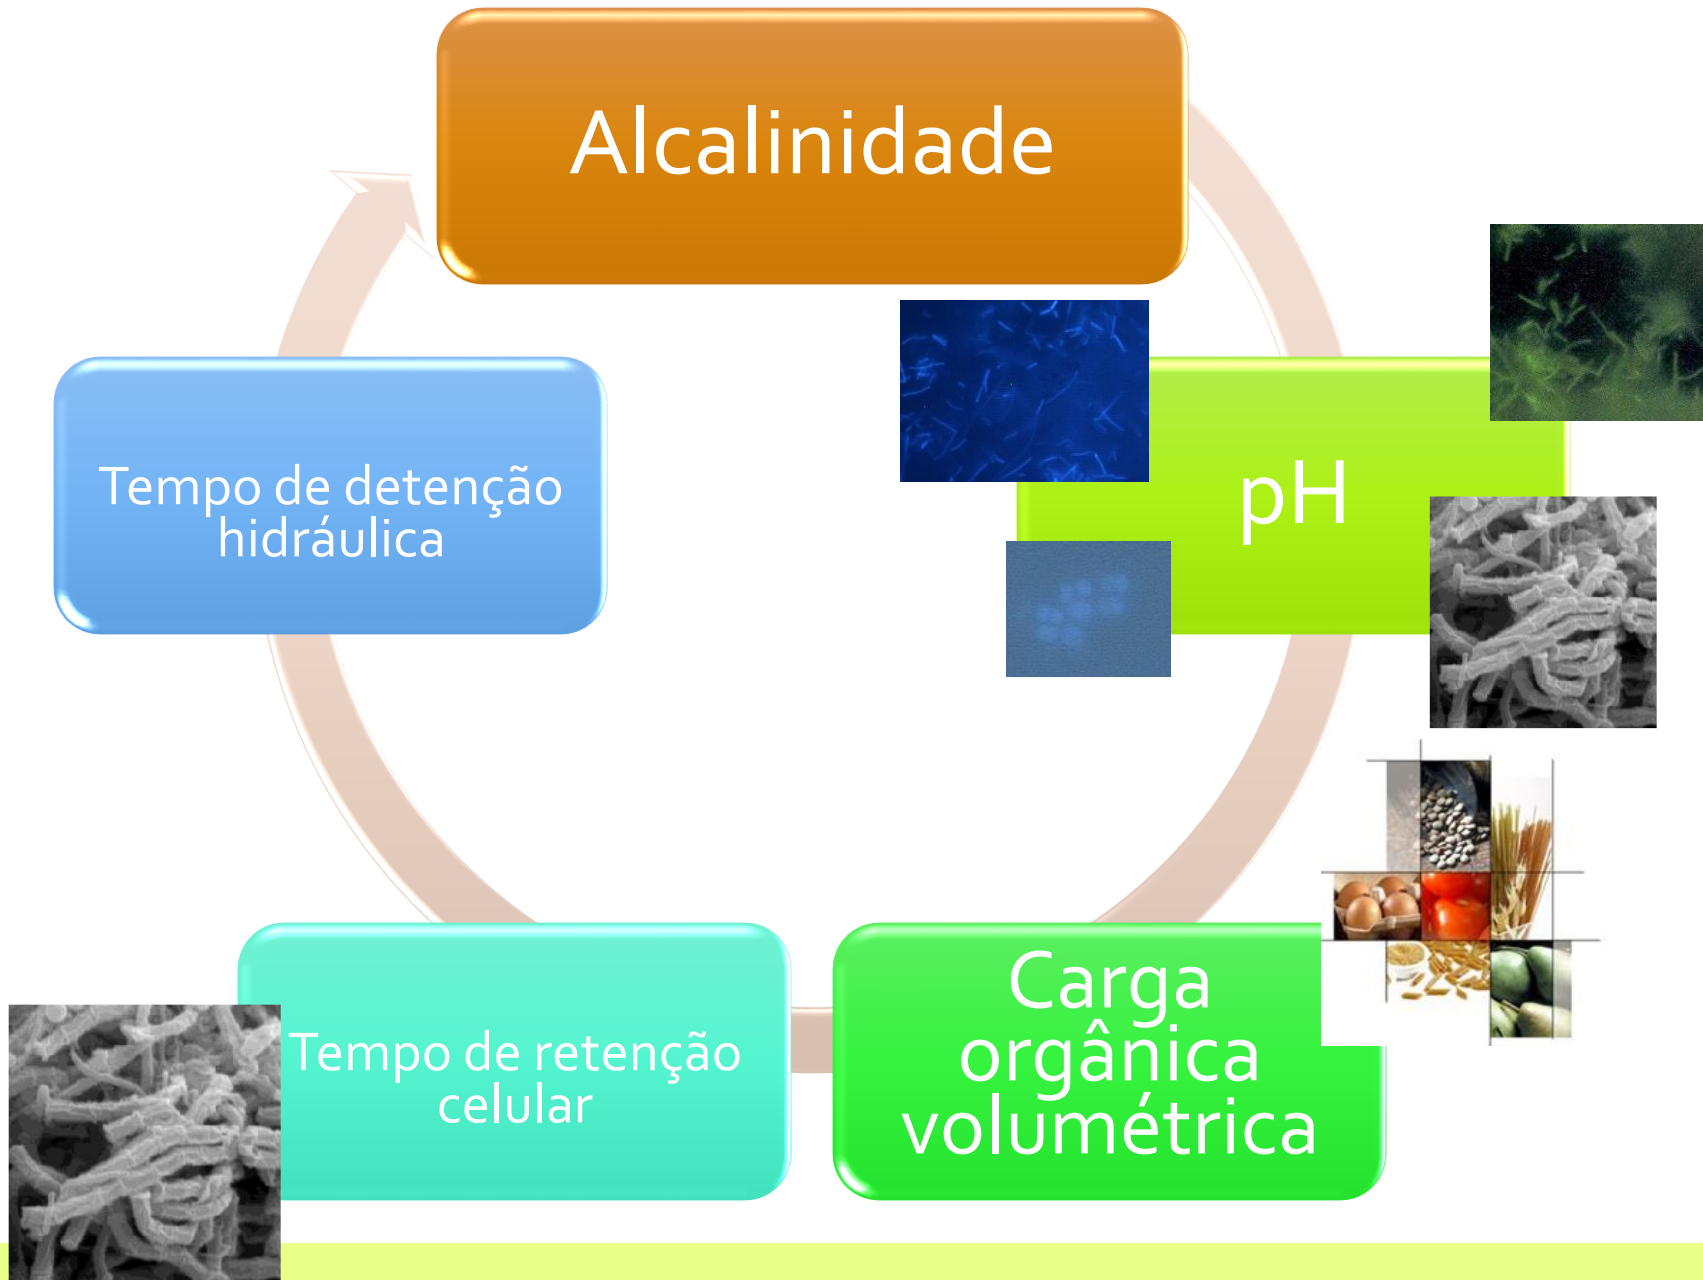 Alcalinidade
pH
Carga
orgânica
volumétrica
Tempo de retenção
celular
Tempo de detenção
hidráulica